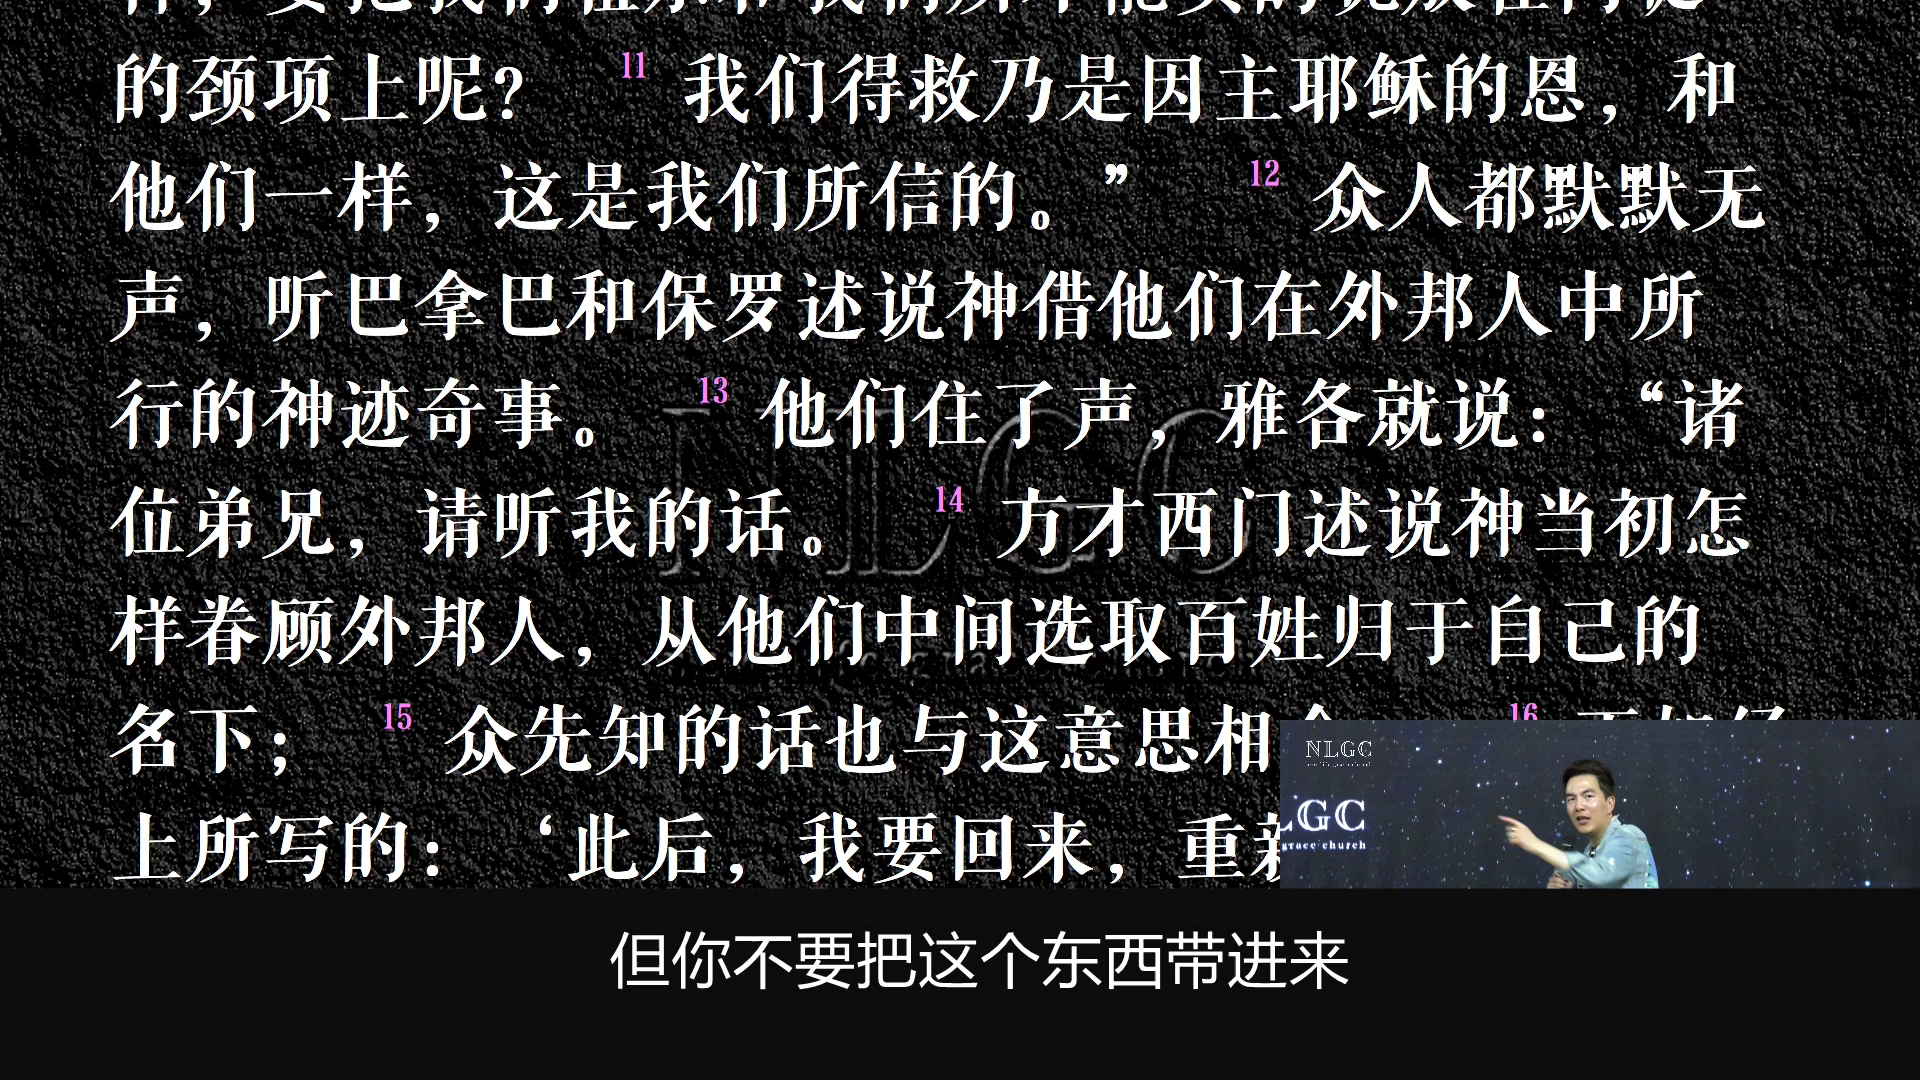 的颈项上呢？ 11 我们得救乃是因主耶稣的恩，和
他们一样，这是我们所信的。” 12 众人都默默无
声，听巴拿巴和保罗述说神借他们在外邦人中所
行的神迹奇事。 13 他们住了声，雅各就说：“诸
位弟兄，请听我的话。 14 方才西门述说神当初怎
样眷顾外邦人，从他们中间选取百姓归于自己的
名下； 15 众先知的话也与这意思相 16
上所写的：‘此后，我要回来，重
NLGC
NLGC
LGC
grace church
但你不要把这个东西带进来